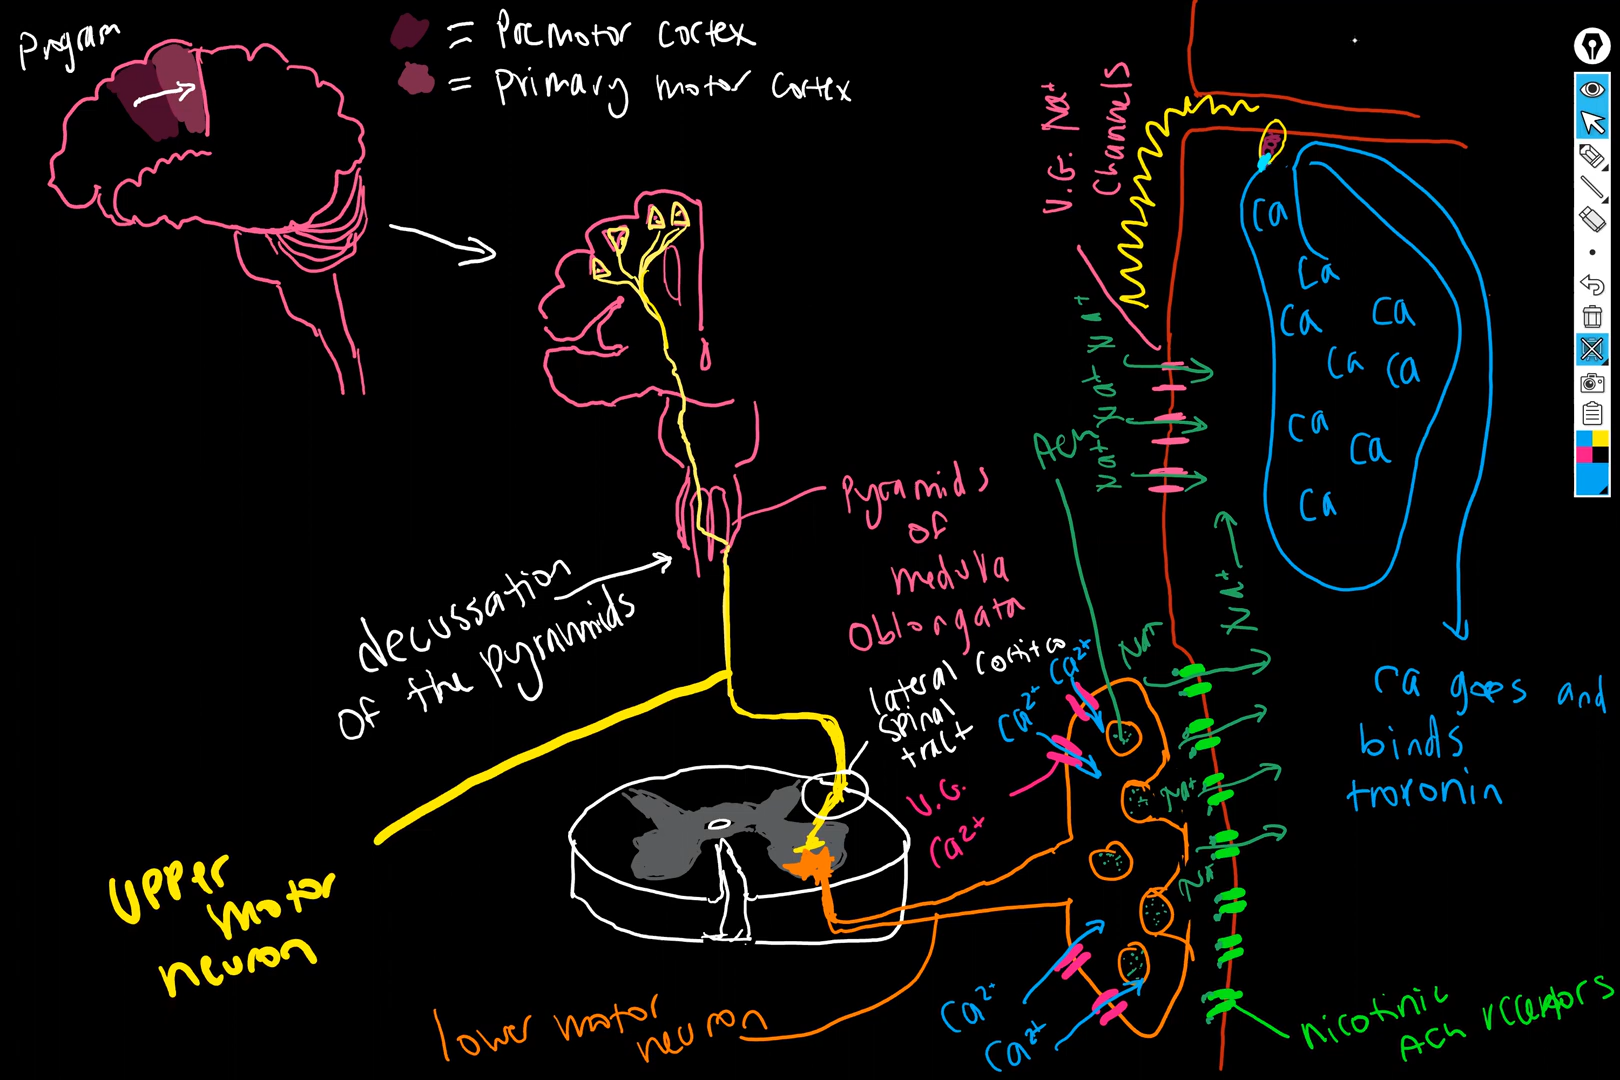 Program
= Premotor cortex
= Primary motor cortex
V.G. Na+
Channels
Na+
Na+
Na+
ACh
Pyramids
of
medulla
oblongata
decussation
of the pyramids
lateral cortico
spinal
tract
upper
motor
neuron
lower motor
neuron
V.G.
Ca2+
Ca2+
Ca2+
Ca2+
Ca2+
Na+
Na+
Na+
NA+
Ca
Ca
Ca
Ca
Ca
Ca
Ca
Ca
Ca
Ca goes and
binds
troponin
nicotinic
ACh receptors